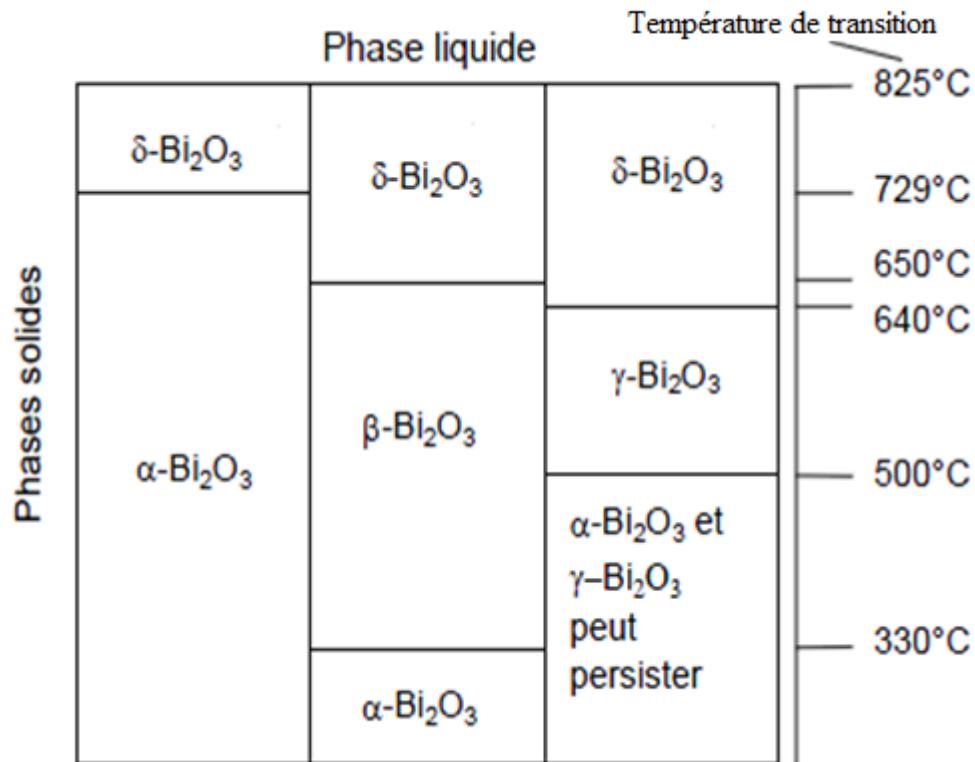 Température de transition
Phase liquide
825°C
δ-Bi₂O₃
δ-Bi₂O₃
δ-Bi₂O₃
729°C
650°C
640°C
Phases solides
γ-Bi₂O₃
β-Bi₂O₃
α-Bi₂O₃
500°C
α-Bi₂O₃ et
γ–Bi₂O₃
peut
persister
330°C
α-Bi₂O₃